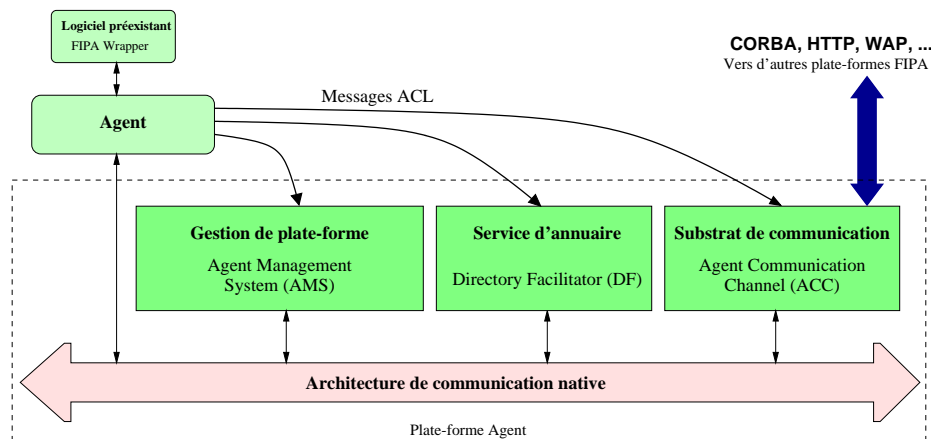 Logiciel préexistant
FIPA Wrapper
CORBA, HTTP, WAP, ...
Vers d'autres plate-formes FIPA
Messages ACL
Agent
Gestion de plate-forme
Agent Management
System (AMS)
Service d'annuaire
Directory Facilitator (DF)
Substrat de communication
Agent Communication
Channel (ACC)
Architecture de communication native
Plate-forme Agent